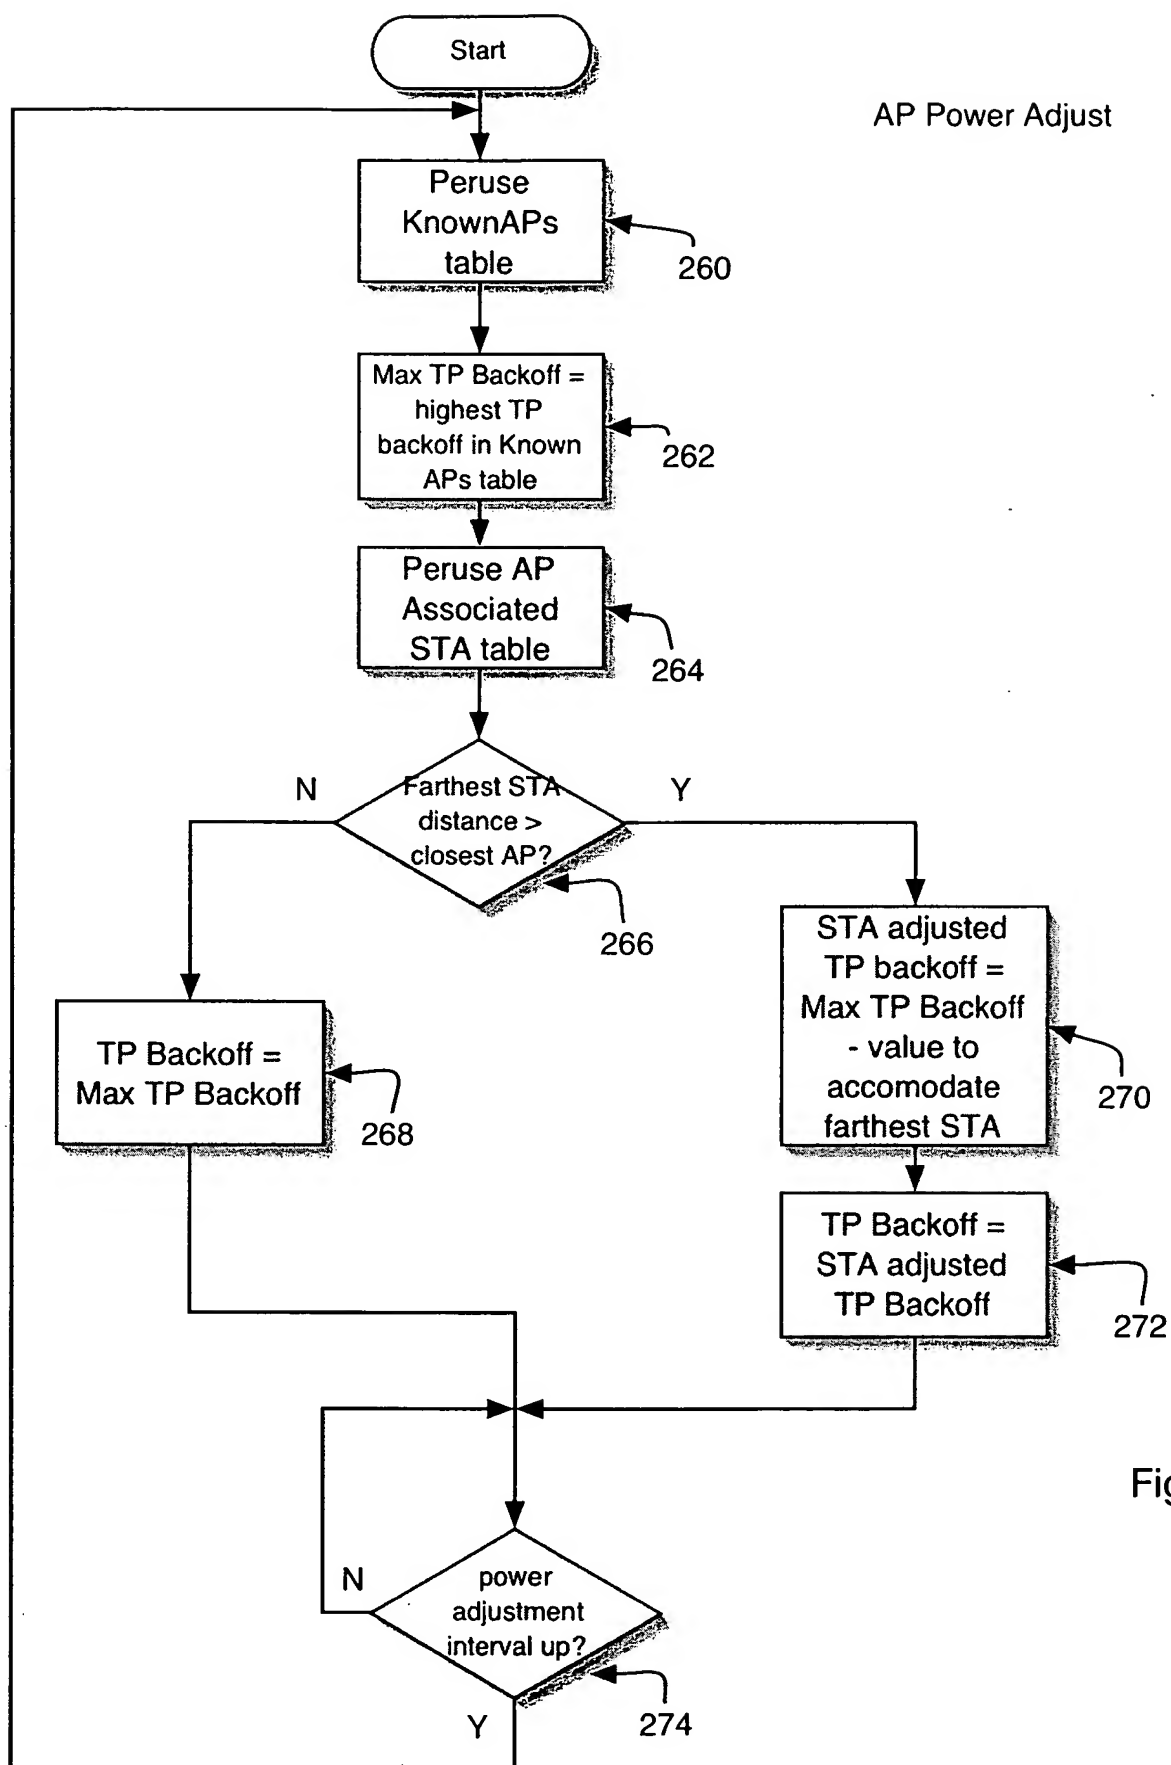 Start
AP Power Adjust
Peruse
KnownAPs
table
260
Max TP Backoff =
highest TP
backoff in Known
APs table
262
Peruse AP
Associated
STA table
264
N
Farthest STA
distance >
closest AP?
Y
266
STA adjusted
TP backoff =
Max TP Backoff
- value to
accomodate
farthest STA
270
TP Backoff =
Max TP Backoff
268
TP Backoff =
STA adjusted
TP Backoff
272
N
power
adjustment
interval up?
Y
274